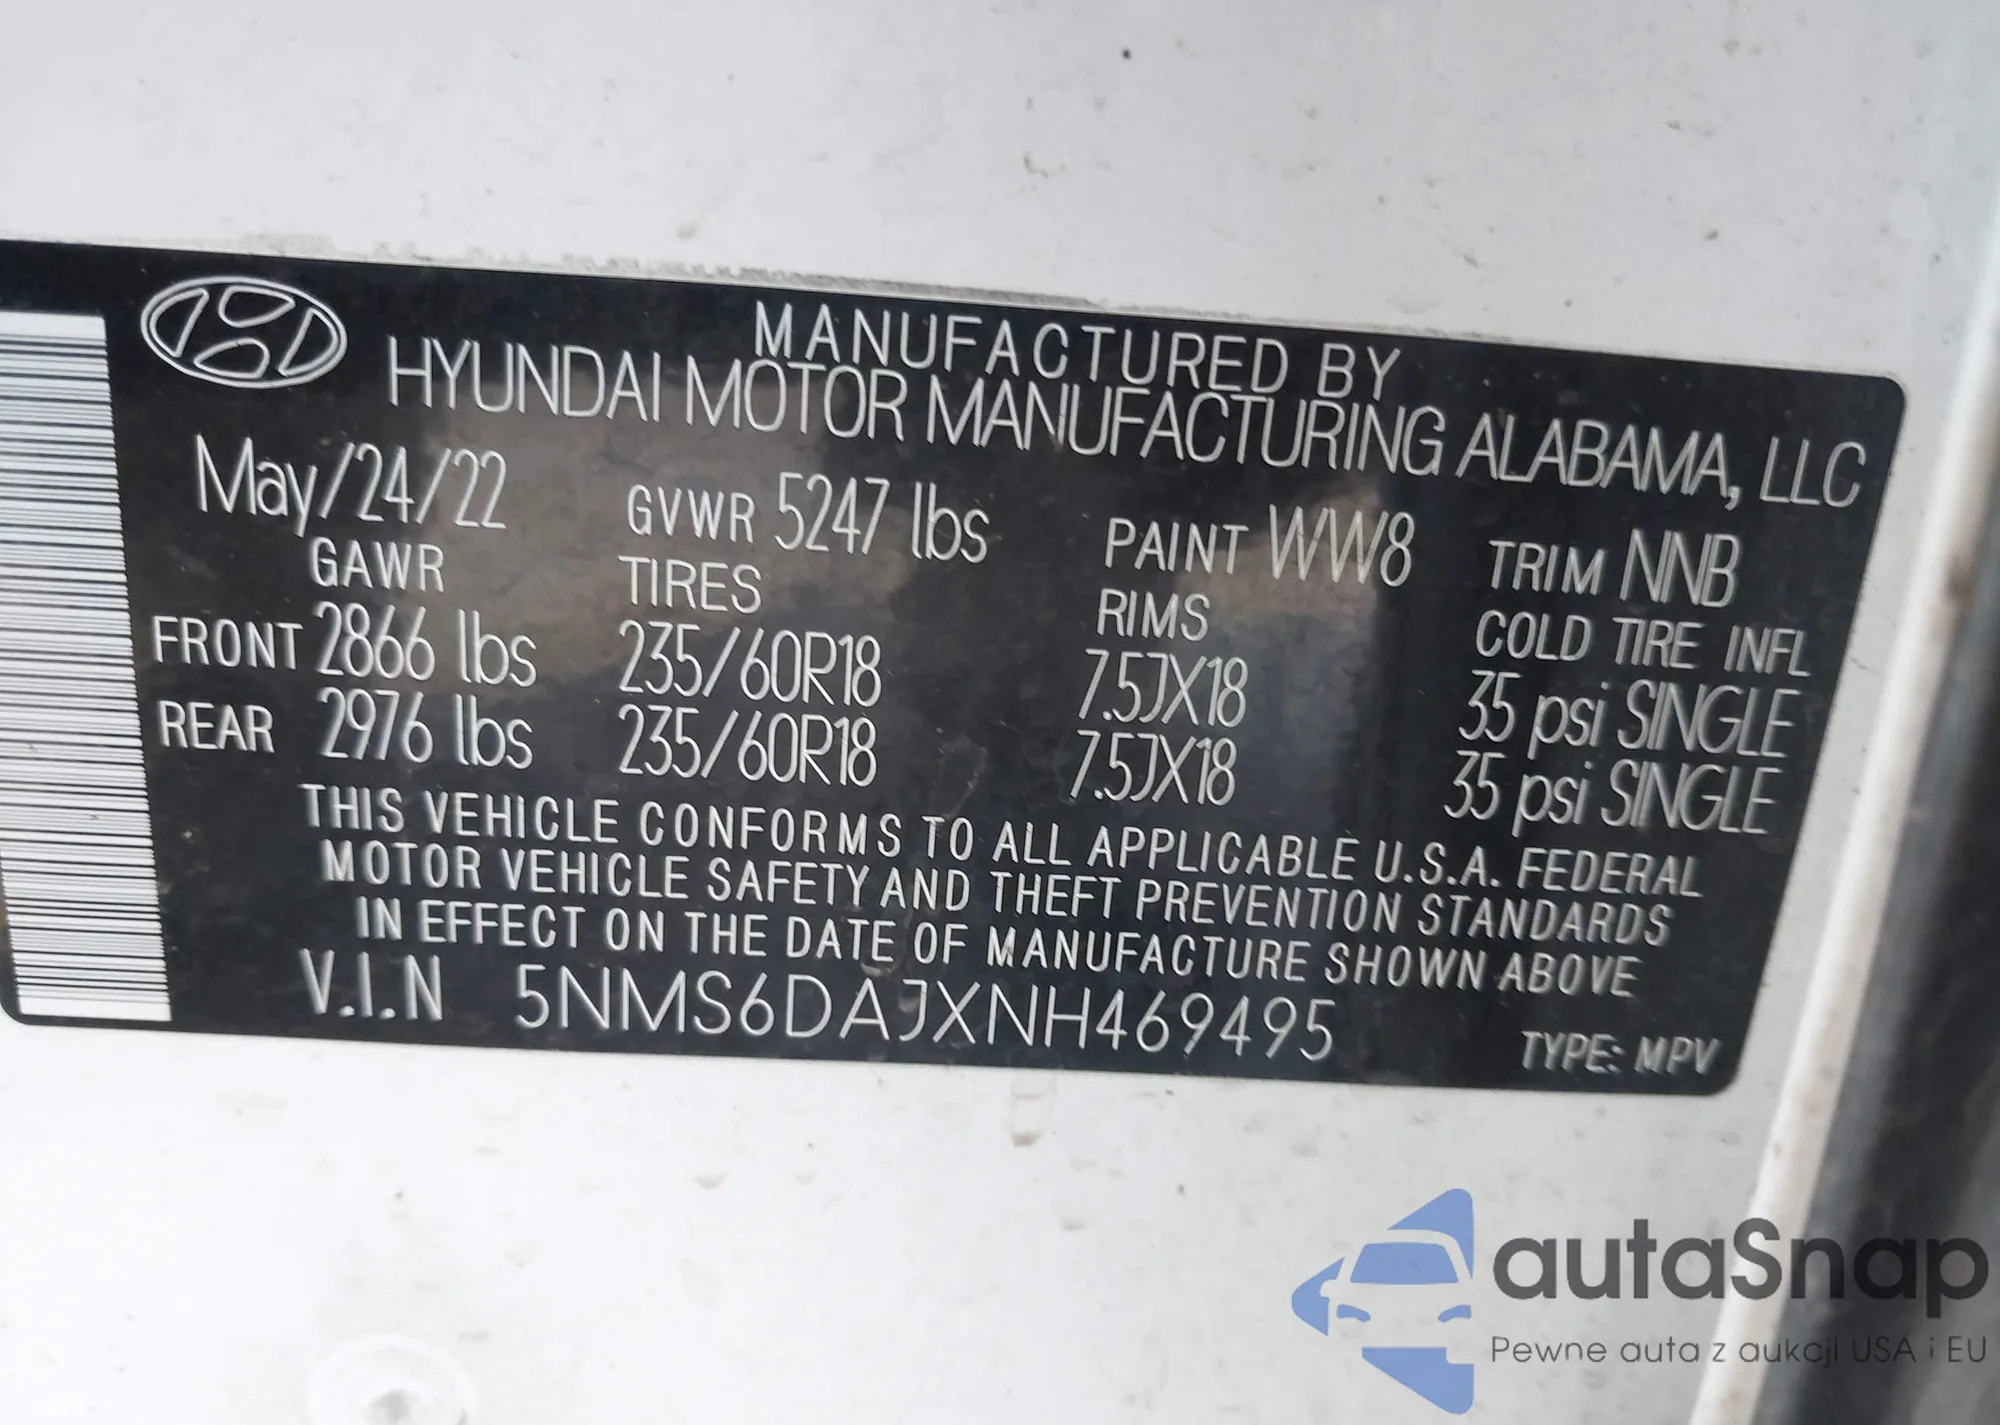 MANUFACTURED BY
HYUNDAI MOTOR MANUFACTURING ALABAMA, LLC
May/24/22 GVWR 5247 lbs PAINT WW8 TRIM NNB
GAWR TIRES RIMS COLD TIRE INFL
FRONT 2866 lbs 235/60R18 7.5JX18 35 psi SINGLE
REAR 2976 lbs 235/60R18 7.5JX18 35 psi SINGLE
THIS VEHICLE CONFORMS TO ALL APPLICABLE U.S.A. FEDERAL
MOTOR VEHICLE SAFETY AND THEFT PREVENTION STANDARDS
IN EFFECT ON THE DATE OF MANUFACTURE SHOWN ABOVE
V.I.N 5NMS6DAJXNH469495
TYPE: MPV
autaSnap
Pewne auta z aukcji USA i EU